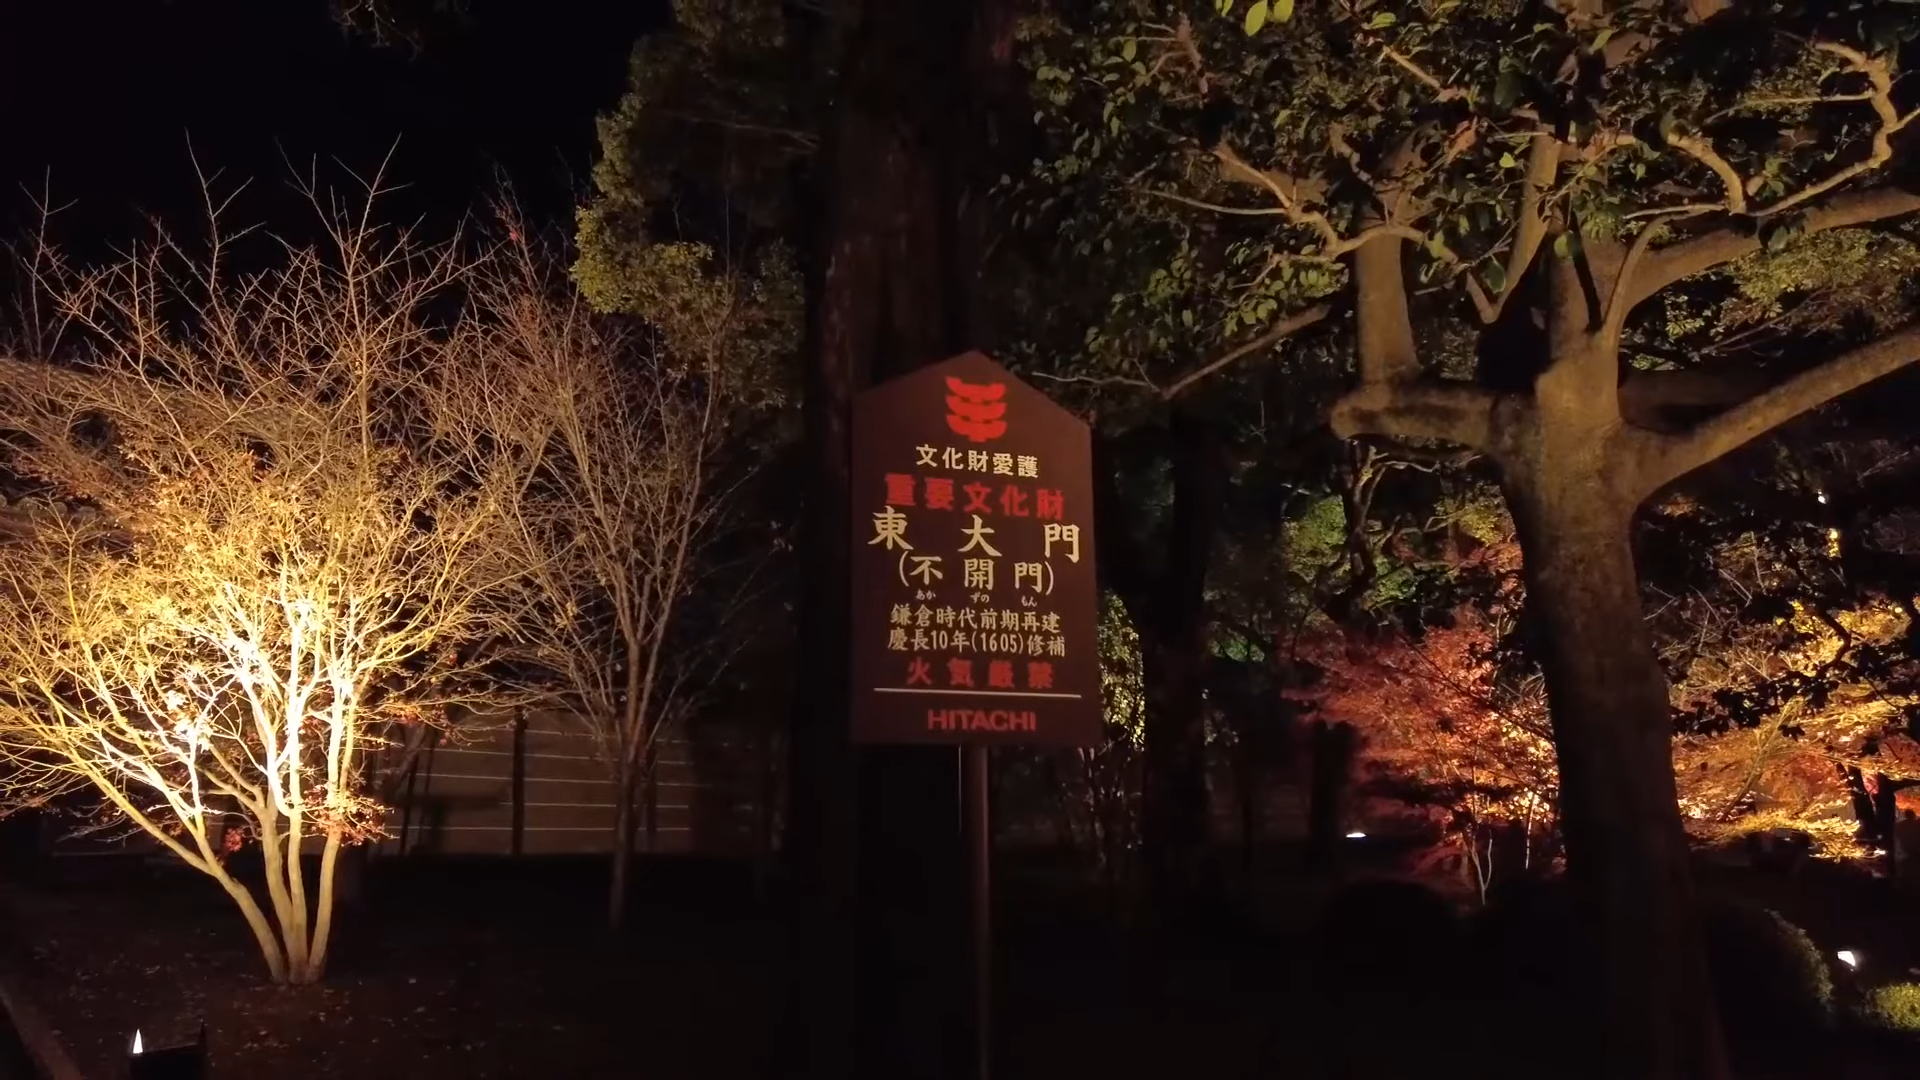 文化財愛護
重要文化財
東大門
(不開門)
あかずのもん
鎌倉時代前期再建
慶長10年(1605)修補
火気厳禁
HITACHI